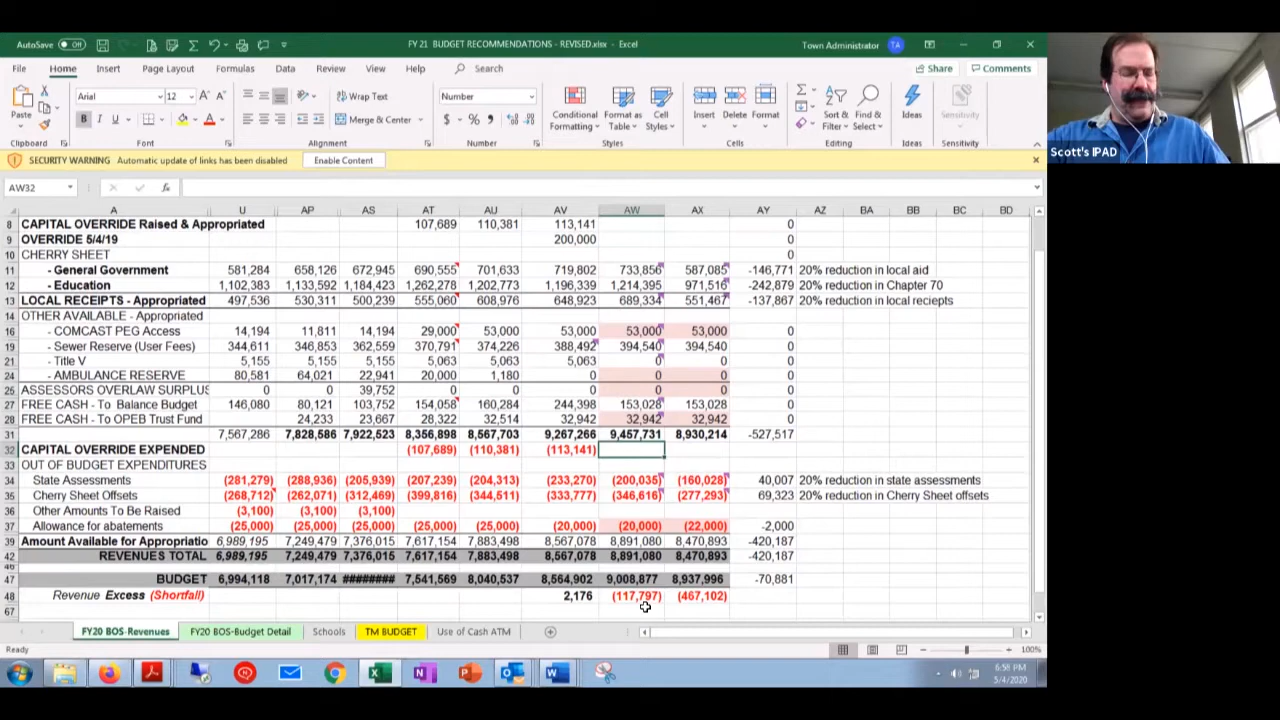 AutoSave Off FY 21 BUDGET RECOMMENDATIONS - REVISED.xlsx - Excel Town Administrator TA
File Home Insert Page Layout Formulas Data Review View Help Search Share Comments
Paste Arial 12 Wrap Text Number Conditional Format as Cell Insert Delete Format Sort & Find & Ideas Sensitivity
B I U Merge & Center $ % Formatting Table Styles Filter Select
Clipboard Font Alignment Number Styles Cells Editing Ideas Sensitivity
SECURITY WARNING Automatic update of links has been disabled Enable Content
AW32 fx
A U AP AS AT AU AV AW AX AY AZ BA BB BC BD
8 CAPITAL OVERRIDE Raised & Appropriated 107,689 110,381 113,141 0
9 OVERRIDE 5/4/19 200,000 0
10 CHERRY SHEET 0
11 - General Government 581,284 658,126 672,945 690,555 701,633 719,802 733,856 587,085 -146,771 20% reduction in local aid
12 - Education 1,102,383 1,133,592 1,184,423 1,262,278 1,202,773 1,196,339 1,214,395 971,516 -242,879 20% reduction in Chapter 70
13 LOCAL RECEIPTS - Appropriated 497,536 530,311 500,239 555,060 608,976 648,923 689,334 551,467 -137,867 20% reduction in local reciepts
14 OTHER AVAILABLE - Appropriated
16 - COMCAST PEG Access 14,194 11,811 14,194 29,000 53,000 53,000 53,000 53,000 0
19 - Sewer Reserve (User Fees) 344,611 346,853 362,559 370,791 374,226 388,492 394,540 394,540 0
21 - Title V 5,155 5,155 5,155 5,063 5,063 5,063 0 0
24 - AMBULANCE RESERVE 80,581 64,021 22,941 20,000 1,180 0 0 0 0
25 ASSESSORS OVERLAW SURPLUS 0 0 39,752 0 0 0 0 0 0
27 FREE CASH - To Balance Budget 146,080 80,121 103,752 154,058 160,284 244,398 153,028 153,028 0
28 FREE CASH - To OPEB Trust Fund 24,233 23,667 28,322 32,514 32,942 32,942 32,942 0
31 7,567,286 7,828,586 7,922,523 8,356,898 8,567,703 9,267,266 9,457,731 8,930,214 -527,517
32 CAPITAL OVERRIDE EXPENDED (107,689) (110,381) (113,141)
33 OUT OF BUDGET EXPENDITURES
34 State Assessments (281,279) (288,936) (205,939) (207,239) (204,313) (233,270) (200,035) (160,028) 40,007 20% reduction in state assessments
35 Cherry Sheet Offsets (268,712) (262,071) (312,469) (399,816) (344,511) (333,777) (346,616) (277,293) 69,323 20% reduction in Cherry Sheet offsets
36 Other Amounts To Be Raised (3,100) (3,100) (3,100)
37 Allowance for abatements (25,000) (25,000) (25,000) (25,000) (25,000) (20,000) (20,000) (22,000) -2,000
39 Amount Available for Appropriatio 6,989,195 7,249,479 7,376,015 7,617,154 7,883,498 8,567,078 8,891,080 8,470,893 -420,187
42 REVENUES TOTAL 6,989,195 7,249,479 7,376,015 7,617,154 7,883,498 8,567,078 8,891,080 8,470,893 -420,187
46
47 BUDGET 6,994,118 7,017,174 ######## 7,541,569 8,040,537 8,564,902 9,008,877 8,937,996 -70,881
48 Revenue Excess (Shortfall) 2,176 (117,797) (467,102)
67
FY20 BOS-Revenues FY20 BOS-Budget Detail Schools TM BUDGET Use of Cash ATM
Ready 100%
6:56 PM
5/4/2020
Scott's IPAD